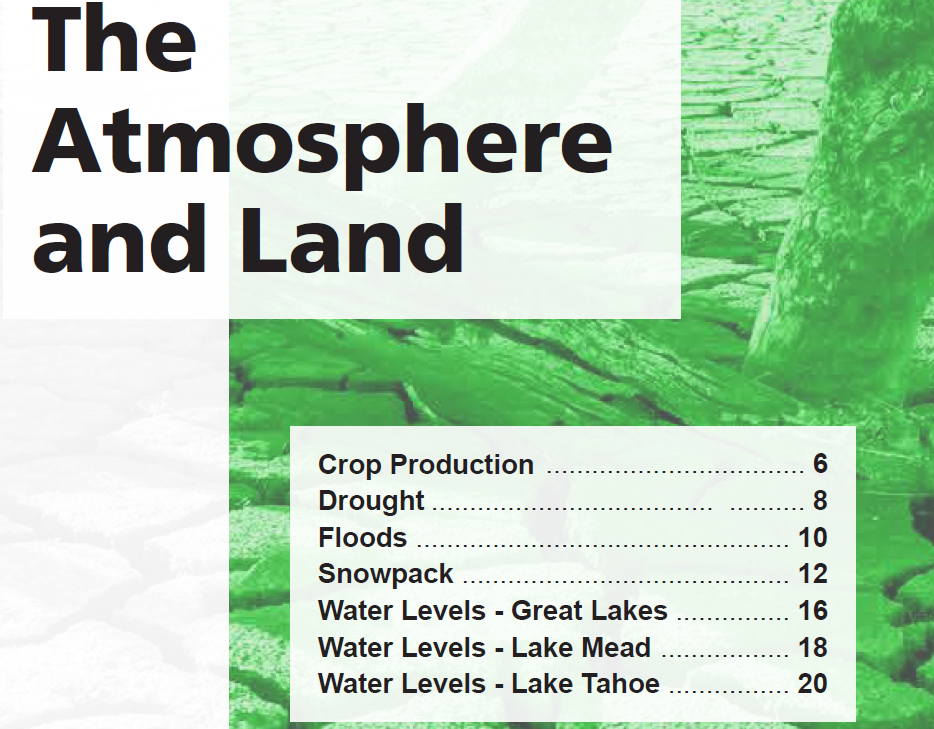 The
Atmosphere
and Land
Crop Production .................................. 6
Drought ..................................... .......... 8
Floods ................................................. 10
Snowpack ........................................... 12
Water Levels - Great Lakes ............... 16
Water Levels - Lake Mead ................. 18
Water Levels - Lake Tahoe ................ 20